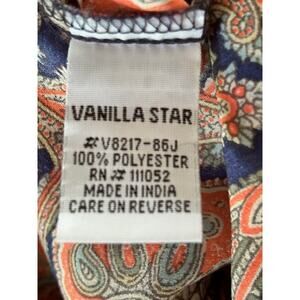 VANILLA STAR
#V8217-86J
100% POLYESTER
RN # 111052
MADE IN INDIA
CARE ON REVERSE